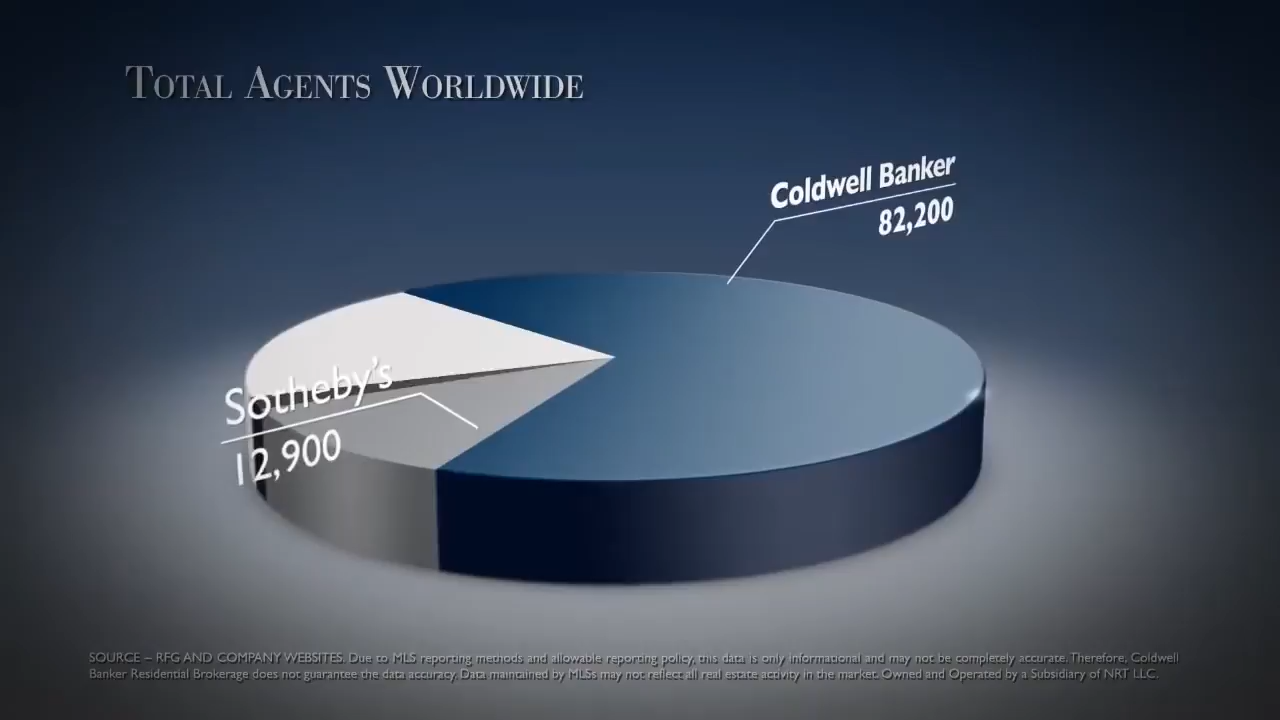 TOTAL AGENTS WORLDWIDE
Coldwell Banker
82,200
Sotheby's
12,900
SOURCE – RFG AND COMPANY WEBSITES. Due to MLS reporting methods and allowable reporting policy, this data is only informational and may not be completely accurate. Therefore, Coldwell
Banker Residential Brokerage does not guarantee the data accuracy. Data maintained by MLSs may not reflect all real estate activity in the market. Owned and Operated by a Subsidiary of NRT LLC.